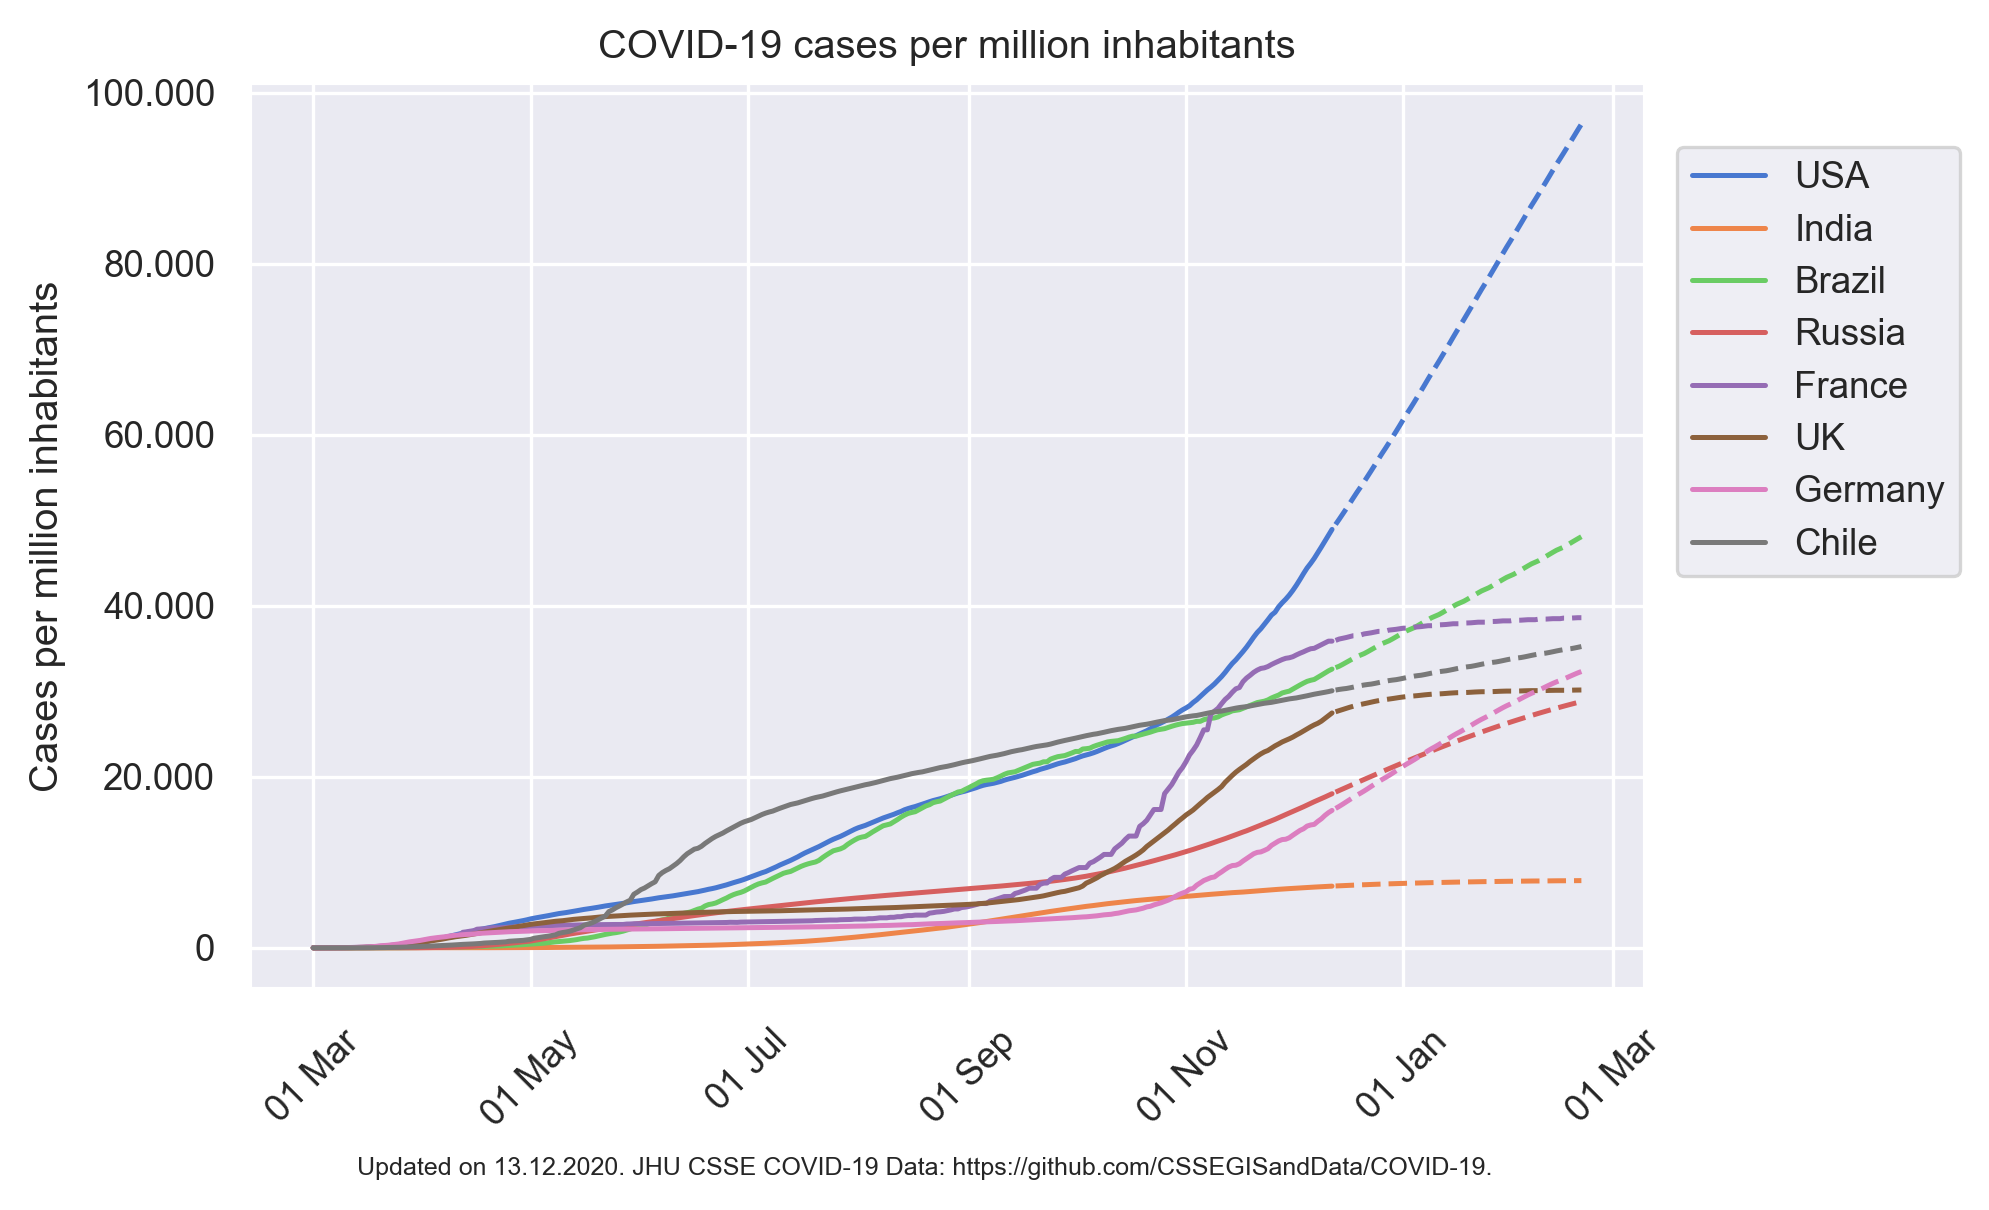 COVID-19 cases per million inhabitants
Cases per million inhabitants
100.000
80.000
60.000
40.000
20.000
0
01 Mar
01 May
01 Jul
01 Sep
01 Nov
01 Jan
01 Mar
USA
India
Brazil
Russia
France
UK
Germany
Chile
Updated on 13.12.2020. JHU CSSE COVID-19 Data: https://github.com/CSSEGISandData/COVID-19.